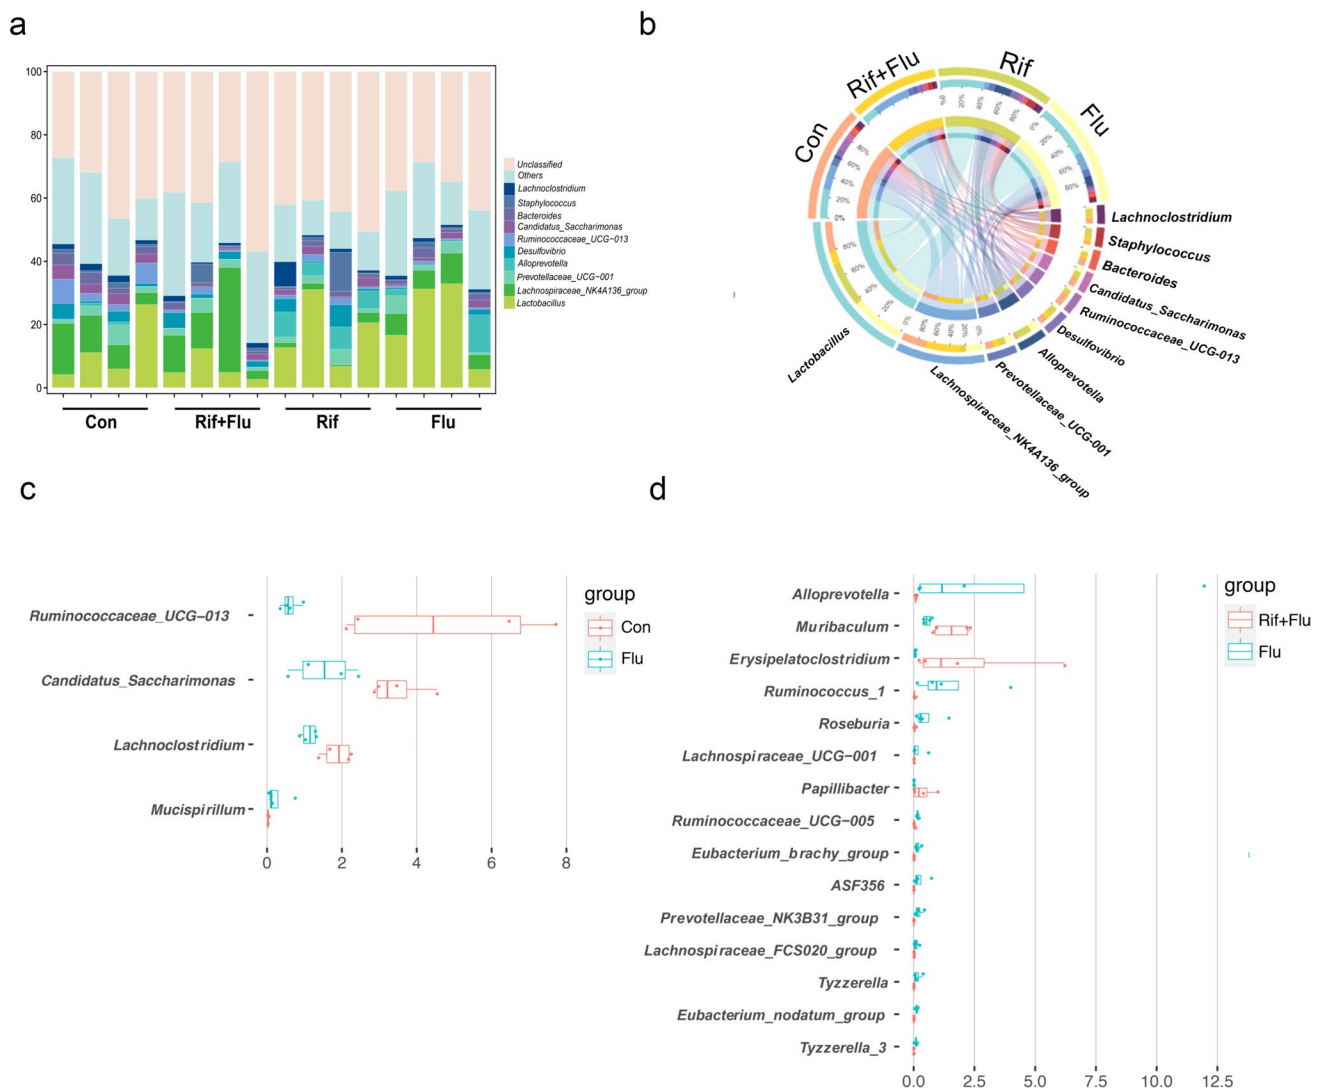 a
100
80
60
40
20
0
Con
Rif+Flu
Rif
Flu
Unclassified
Others
Lachnoclostridium
Staphylococcus
Bacteroides
Candidatus_Saccharimonas
Ruminococcaceae_UCG-013
Desulfovibrio
Alloprevotella
Prevotellaceae_UCG-001
Lachnospiraceae_NK4A136_group
Lactobacillus
b
Con
Rif+Flu
Rif
Flu
Lachnoclostridium
Staphylococcus
Bacteroides
Candidatus_Saccharimonas
Ruminococcaceae_UCG-013
Desulfovibrio
Alloprevotella
Prevotellaceae_UCG-001
Lachnospiraceae_NK4A136_group
Lactobacillus
c
Ruminococcaceae_UCG−013
Candidatus_Saccharimonas
Lachnoclostridium
Mucispirillum
0
2
4
6
8
group
Con
Flu
d
Alloprevotella
Muribaculum
Erysipelatoclostridium
Ruminococcus_1
Roseburia
Lachnospiraceae_UCG−001
Papillibacter
Ruminococcaceae_UCG−005
Eubacterium_brachy_group
ASF356
Prevotellaceae_NK3B31_group
Lachnospiraceae_FCS020_group
Tyzzerella
Eubacterium_nodatum_group
Tyzzerella_3
0.0
2.5
5.0
7.5
10.0
12.5
group
Rif+Flu
Flu